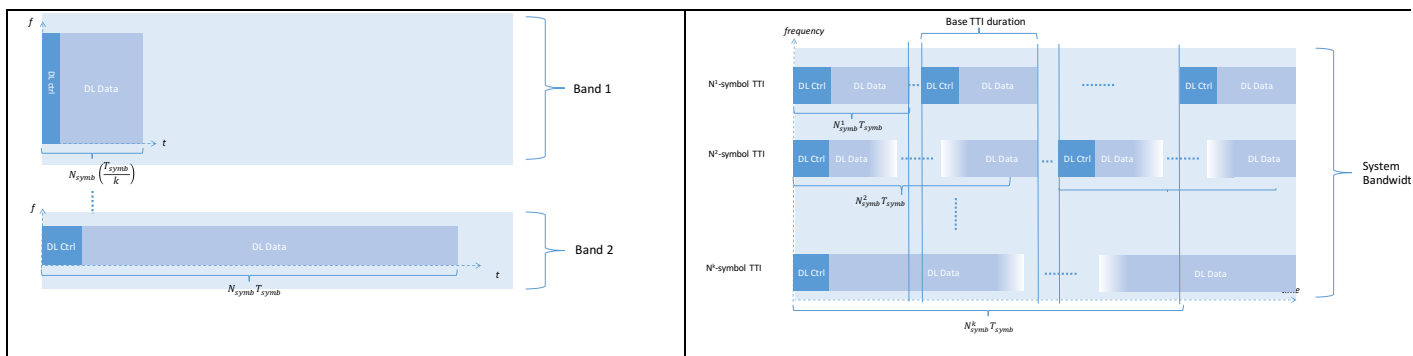 f
DL ctrl
DL Data
t
N_symb (T_symb / k)
Band 1
f
DL Ctrl
DL Data
t
N_symb T_symb
Band 2
Base TTI duration
frequency
N¹-symbol TTI
DL Ctrl DL Data DL Ctrl DL Data DL Ctrl DL Data
N¹_symb T_symb
N²-symbol TTI
DL Ctrl DL Data DL Data DL Ctrl DL Data DL Data
N²_symb T_symb
System
Bandwidt
Nᵏ-symbol TTI
DL Ctrl DL Data DL Data
Nᵏ_symb T_symb